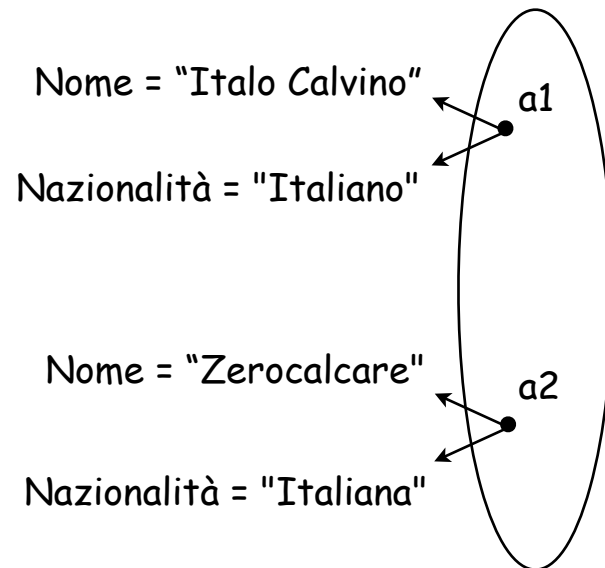 Nome = “Italo Calvino”
a1
Nazionalità = "Italiano"
Nome = “Zerocalcare"
a2
Nazionalità = "Italiana"